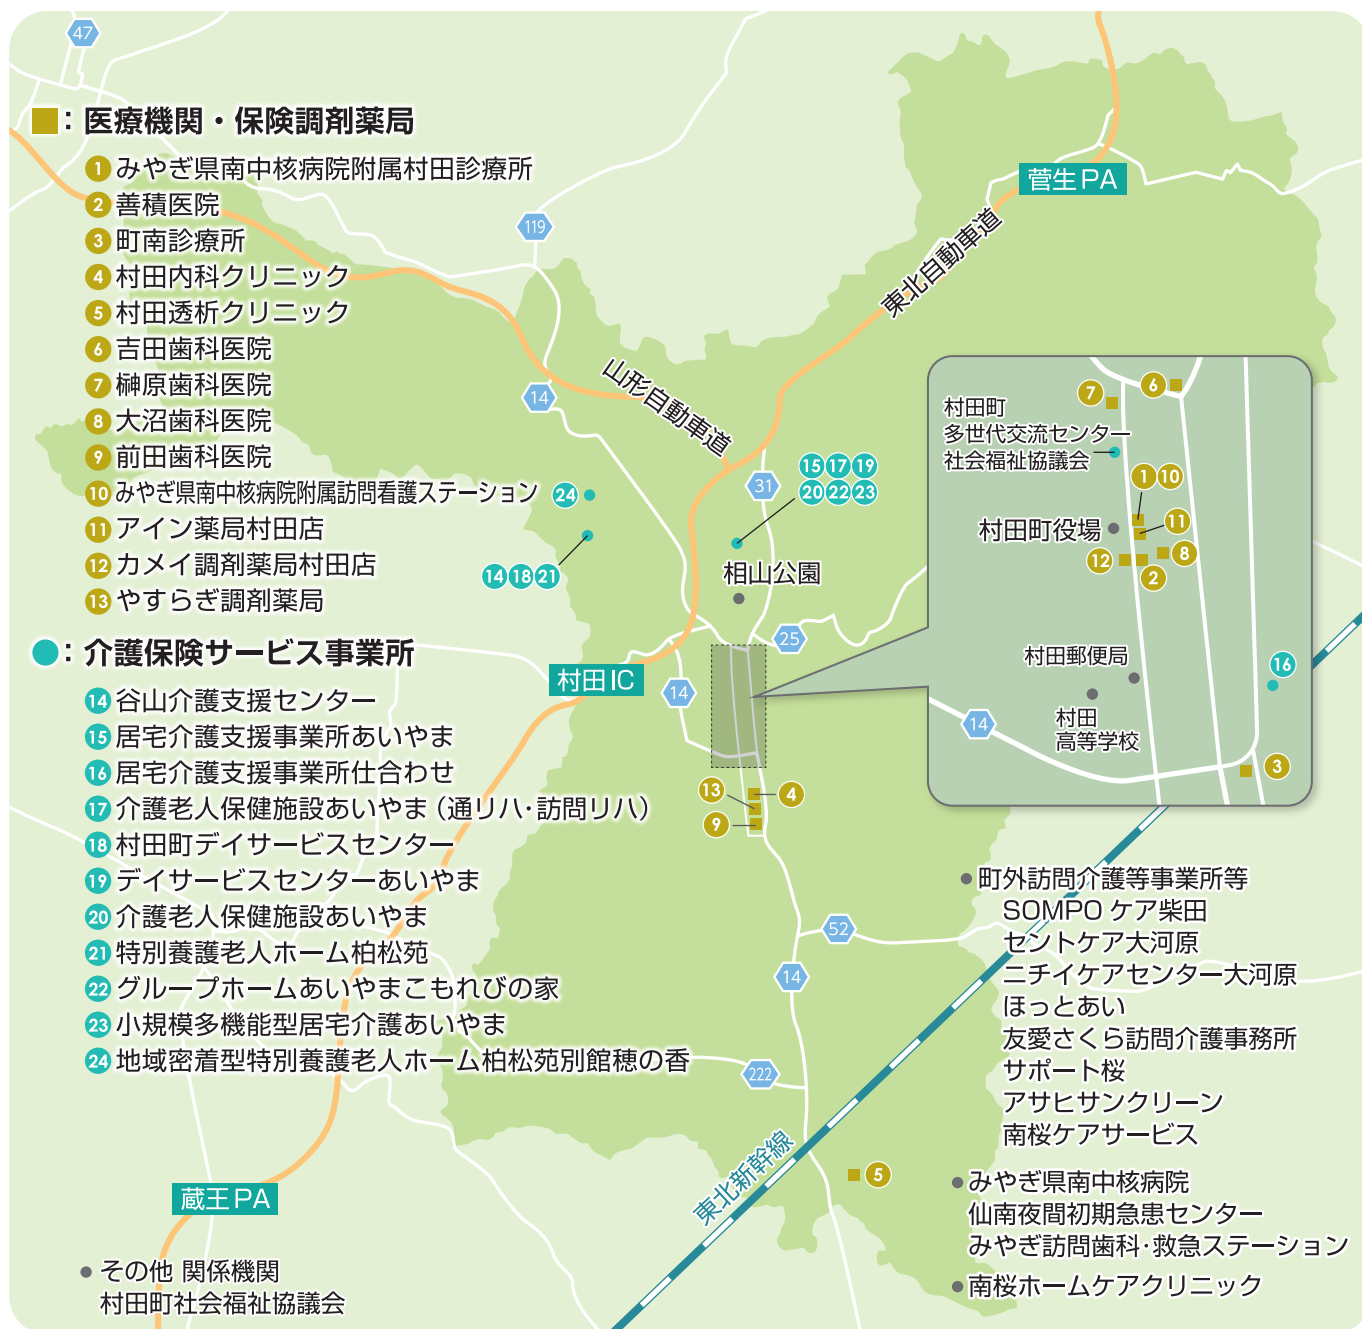 47
：医療機関・保険調剤薬局
1 みやぎ県南中核病院附属村田診療所
2 善積医院
3 町南診療所
4 村田内科クリニック
5 村田透析クリニック
6 吉田歯科医院
7 榊原歯科医院
8 大沼歯科医院
9 前田歯科医院
10 みやぎ県南中核病院附属訪問看護ステーション
11 アイン薬局村田店
12 カメイ調剤薬局村田店
13 やすらぎ調剤薬局
：介護保険サービス事業所
14 谷山介護支援センター
15 居宅介護支援事業所あいやま
16 居宅介護支援事業所仕合わせ
17 介護老人保健施設あいやま（通リハ・訪問リハ）
18 村田町デイサービスセンター
19 デイサービスセンターあいやま
20 介護老人保健施設あいやま
21 特別養護老人ホーム柏松苑
22 グループホームあいやまこもれびの家
23 小規模多機能型居宅介護あいやま
24 地域密着型特別養護老人ホーム柏松苑別館穂の香
119
14
山形自動車道
東北自動車道
菅生PA
24
14 18 21
15 17 19
20 22 23
31
相山公園
25
村田IC
14
13
4
9
7
6
村田町
多世代交流センター
社会福祉協議会
1 10
村田町役場
11
12
8
2
村田郵便局
16
村田
高等学校
14
3
52
14
222
東北新幹線
5
蔵王PA
● その他 関係機関
村田町社会福祉協議会
● 町外訪問介護等事業所等
SOMPO ケア柴田
セントケア大河原
ニチイケアセンター大河原
ほっとあい
友愛さくら訪問介護事務所
サポート桜
アサヒサンクリーン
南桜ケアサービス
● みやぎ県南中核病院
仙南夜間初期急患センター
みやぎ訪問歯科・救急ステーション
● 南桜ホームケアクリニック